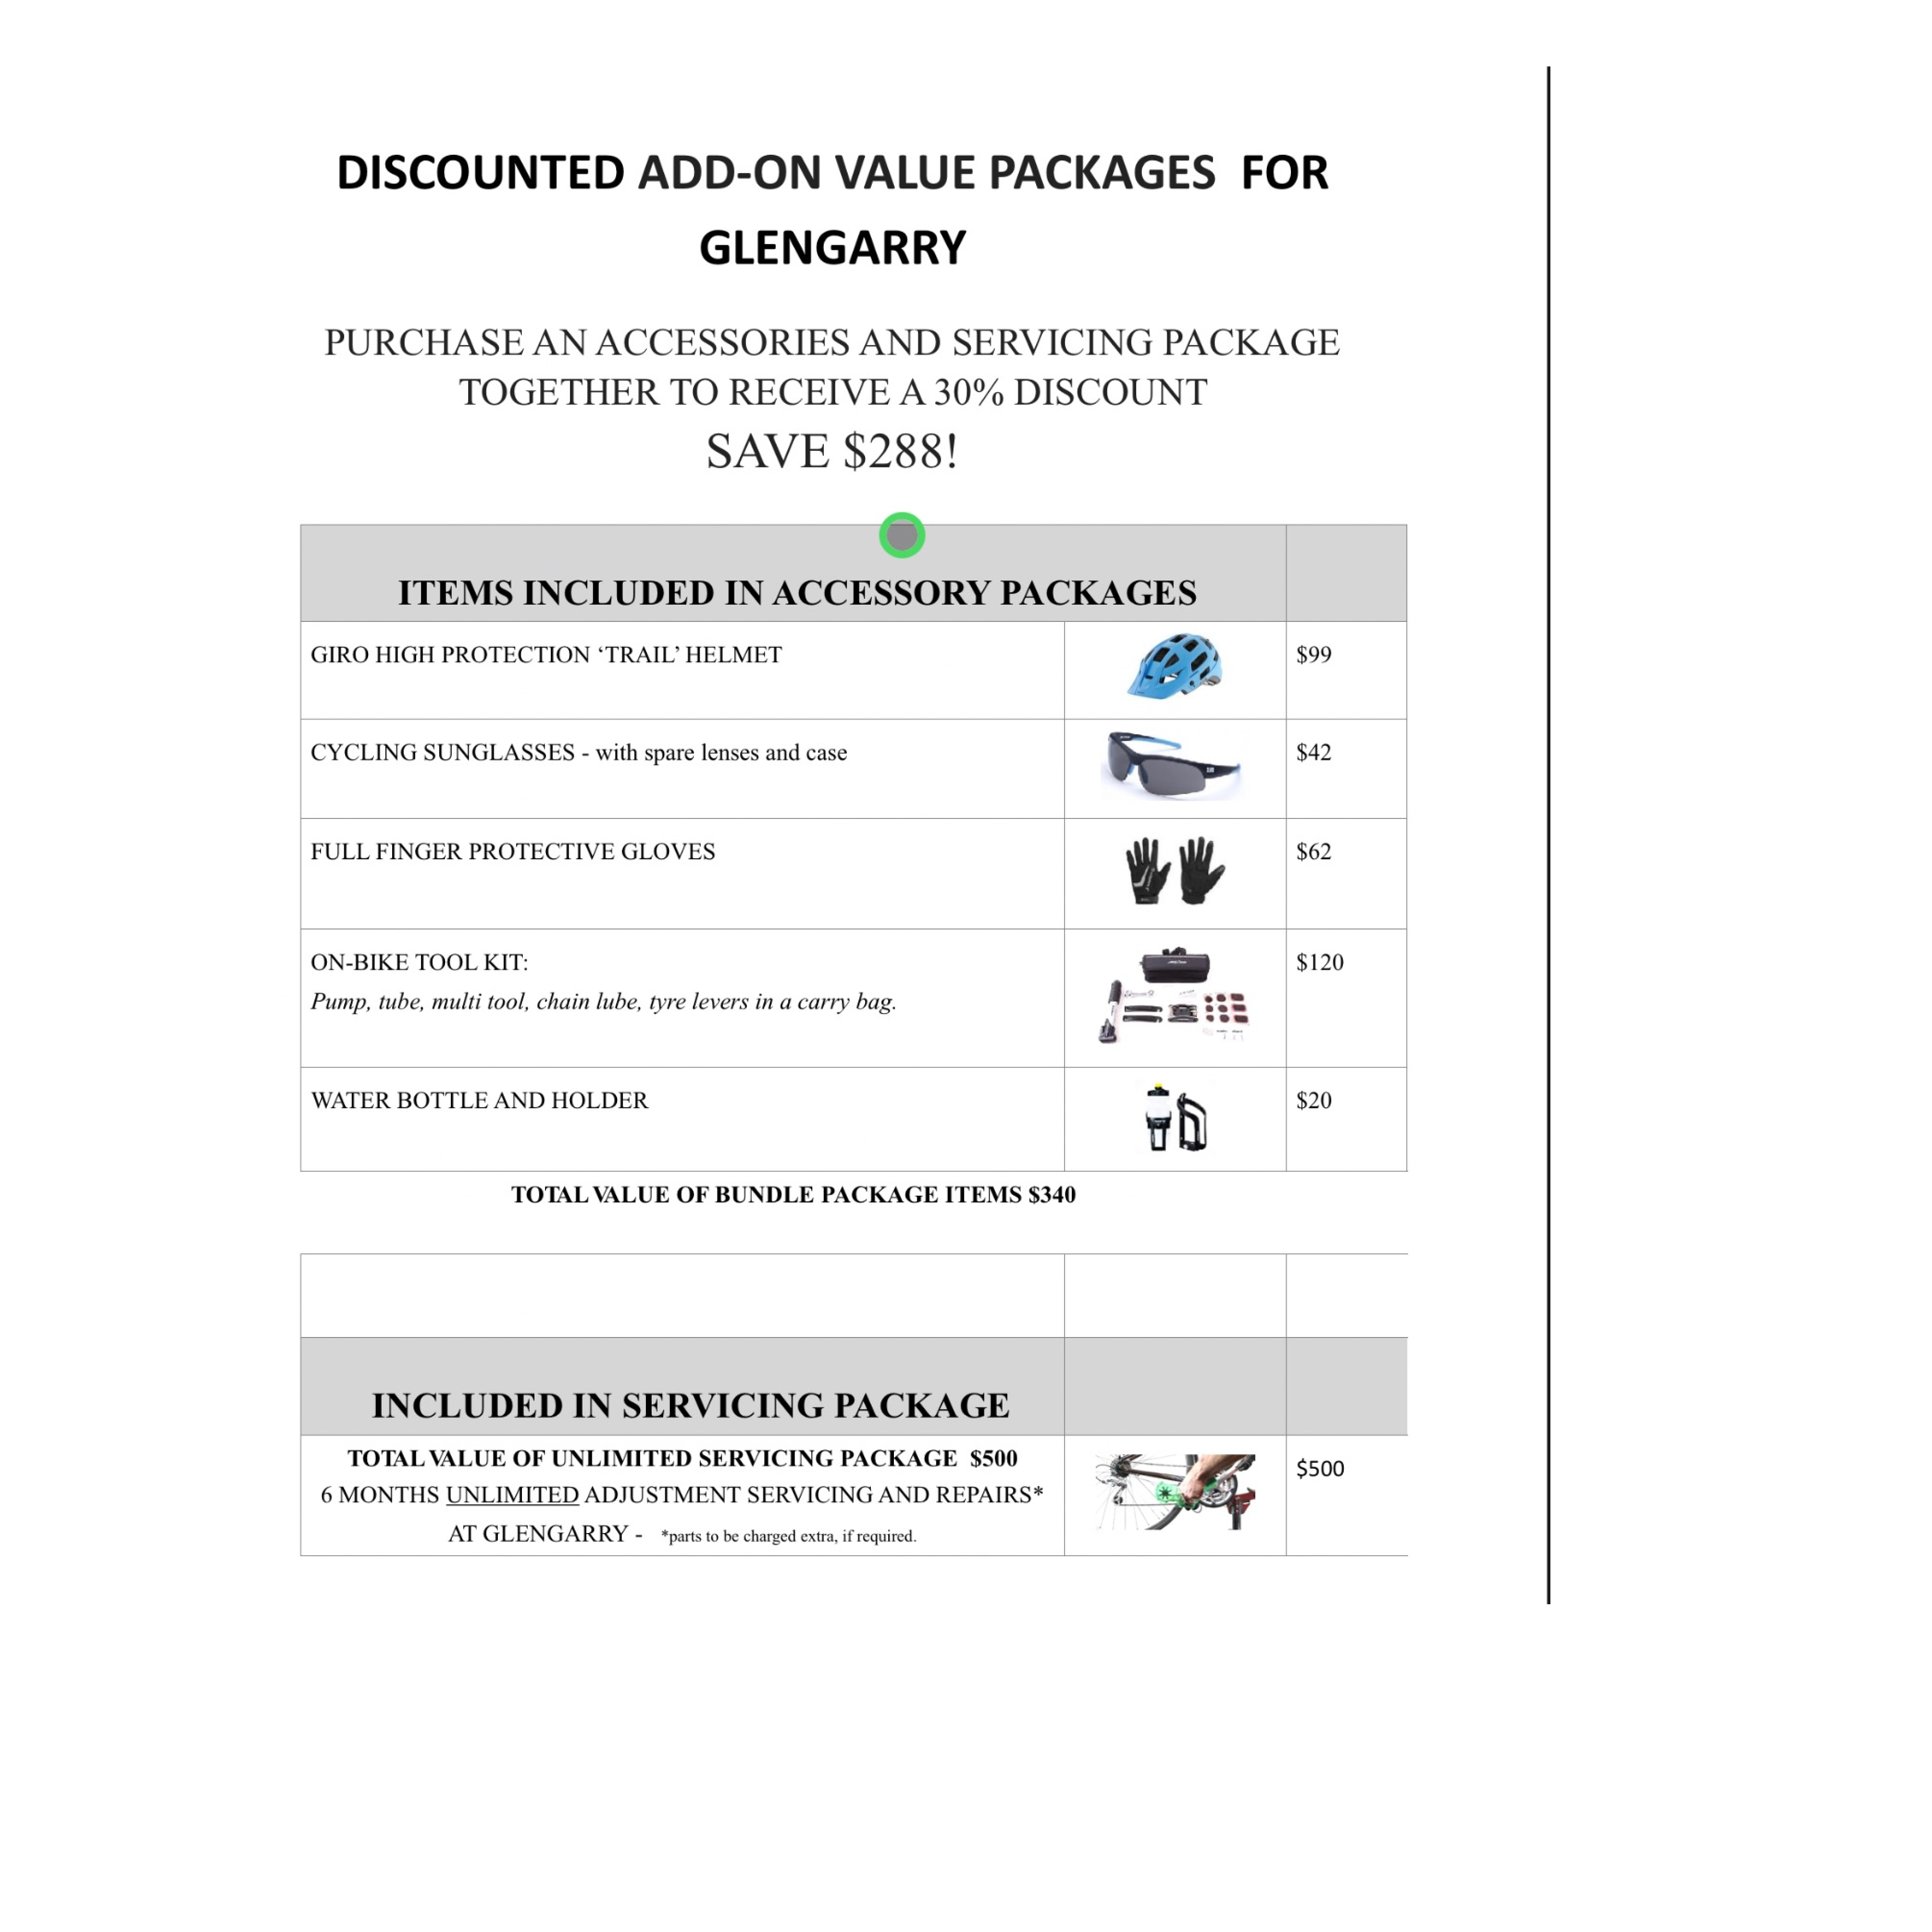 DISCOUNTED ADD-ON VALUE PACKAGES FOR
GLENGARRY
PURCHASE AN ACCESSORIES AND SERVICING PACKAGE
TOGETHER TO RECEIVE A 30% DISCOUNT
SAVE $288!
ITEMS INCLUDED IN ACCESSORY PACKAGES
GIRO HIGH PROTECTION ‘TRAIL’ HELMET $99
CYCLING SUNGLASSES - with spare lenses and case $42
FULL FINGER PROTECTIVE GLOVES $62
ON-BIKE TOOL KIT: $120
Pump, tube, multi tool, chain lube, tyre levers in a carry bag.
WATER BOTTLE AND HOLDER $20
TOTAL VALUE OF BUNDLE PACKAGE ITEMS $340
INCLUDED IN SERVICING PACKAGE
TOTAL VALUE OF UNLIMITED SERVICING PACKAGE $500 $500
6 MONTHS UNLIMITED ADJUSTMENT SERVICING AND REPAIRS*
AT GLENGARRY - *parts to be charged extra, if required.